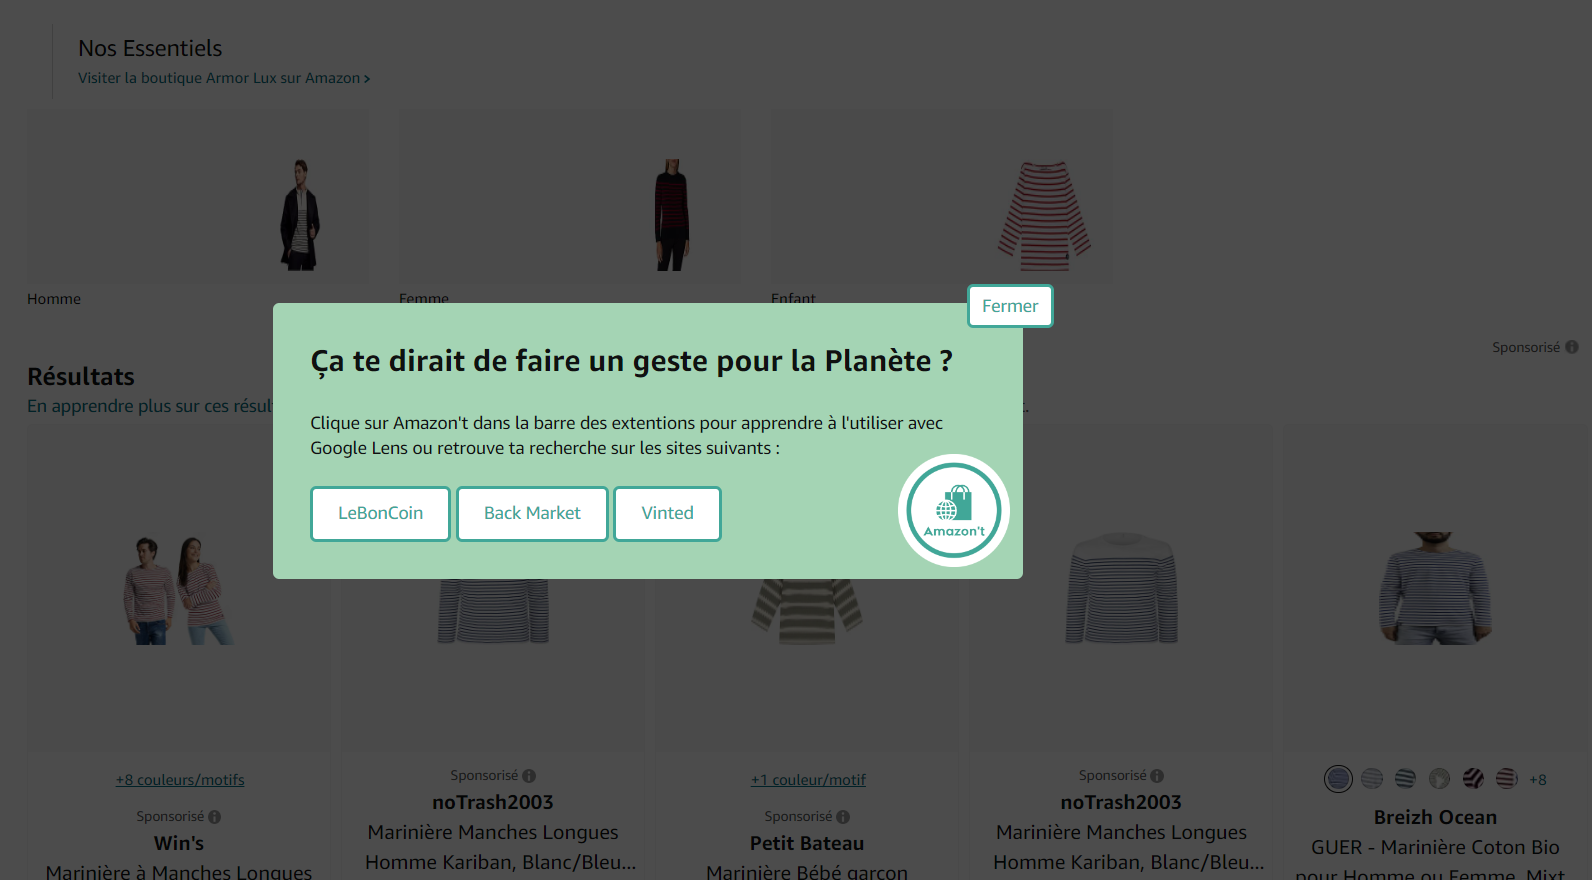 Nos Essentiels
Visiter la boutique Armor Lux sur Amazon ›
Homme
Femme
Enfant
Fermer
Ça te dirait de faire un geste pour la Planète ?
Sponsorisé
Résultats
En apprendre plus sur ces résul
Clique sur Amazon't dans la barre des extentions pour apprendre à l'utiliser avec
Google Lens ou retrouve ta recherche sur les sites suivants :
LeBonCoin
Back Market
Vinted
Amazon't
+8 couleurs/motifs
Sponsorisé
Win's
Marinière à Manches Longues
Sponsorisé
noTrash2003
Marinière Manches Longues
Homme Kariban, Blanc/Bleu...
+1 couleur/motif
Sponsorisé
Petit Bateau
Marinière Bébé garçon
Sponsorisé
noTrash2003
Marinière Manches Longues
Homme Kariban, Blanc/Bleu...
+8
Breizh Ocean
GUER - Marinière Coton Bio
pour Homme ou Femme, Mixt